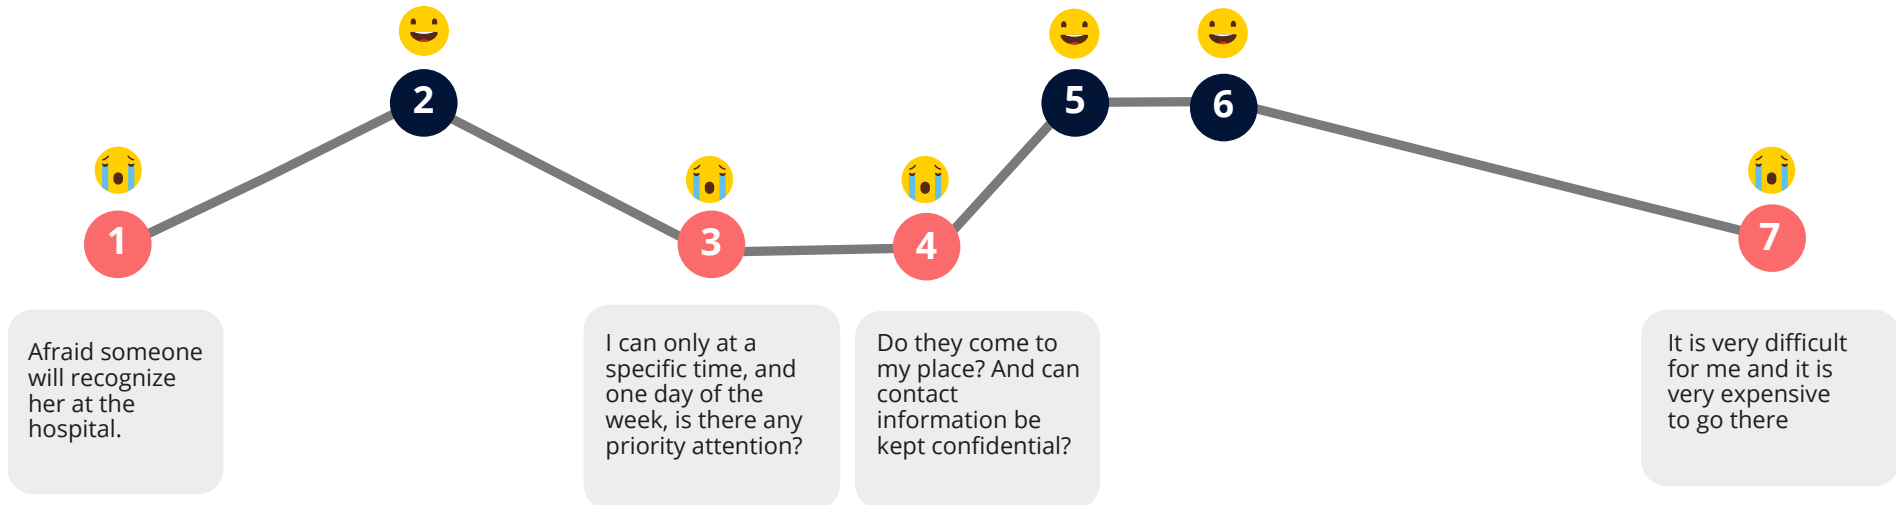 1
2
3
4
5
6
7
Afraid someone
will recognize
her at the
hospital.
I can only at a
specific time, and
one day of the
week, is there any
priority attention?
Do they come to
my place? And can
contact
information be
kept confidential?
It is very difficult
for me and it is
very expensive
to go there